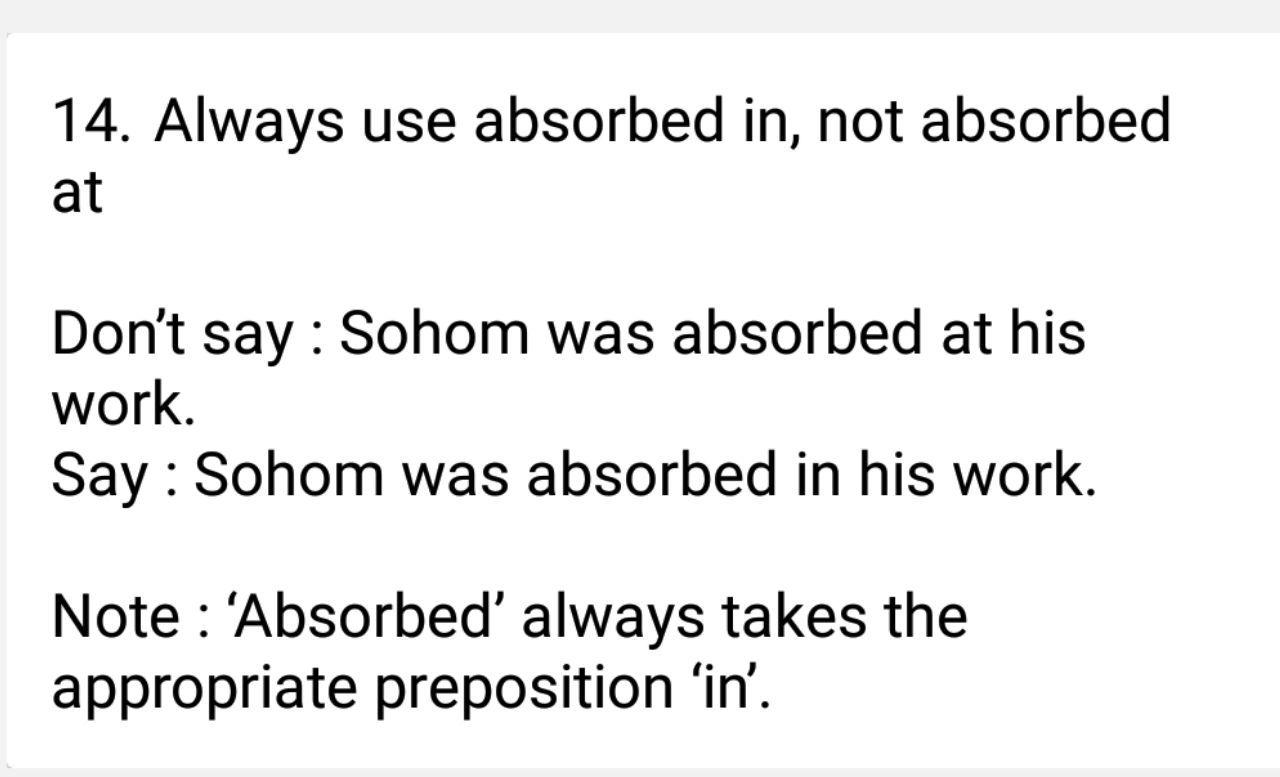 14. Always use absorbed in, not absorbed
at
Don’t say : Sohom was absorbed at his
work.
Say : Sohom was absorbed in his work.
Note : ‘Absorbed’ always takes the
appropriate preposition ‘in’.